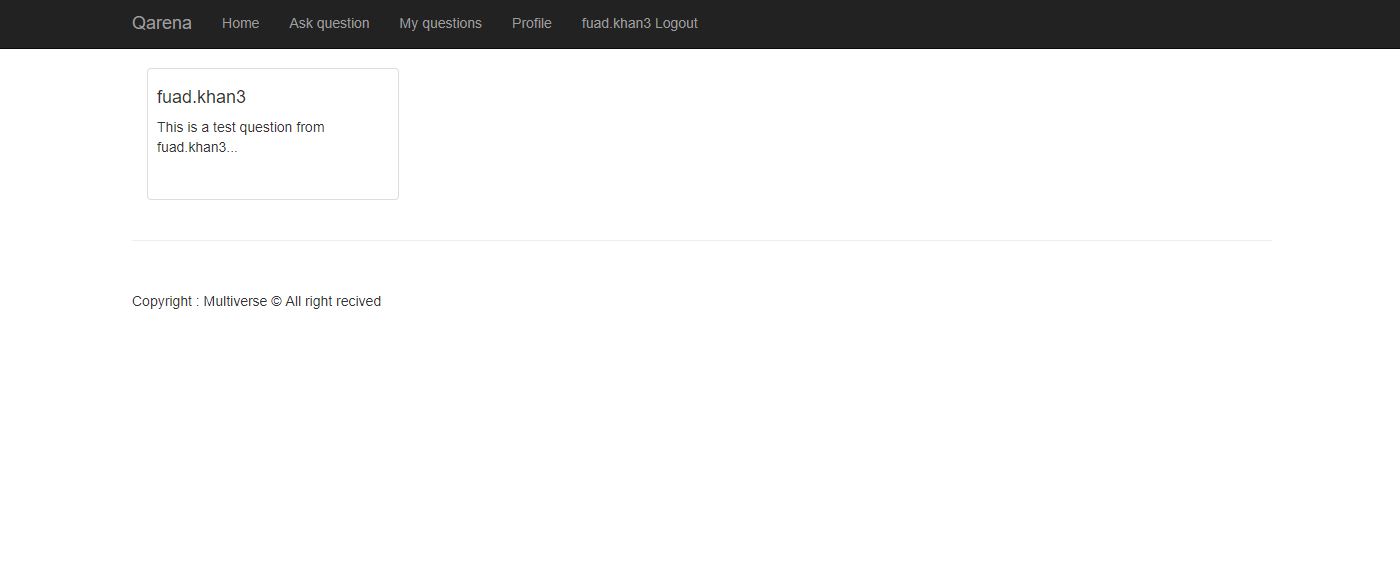 Qarena Home Ask question My questions Profile fuad.khan3 Logout
fuad.khan3
This is a test question from
fuad.khan3...
Copyright : Multiverse © All right recived